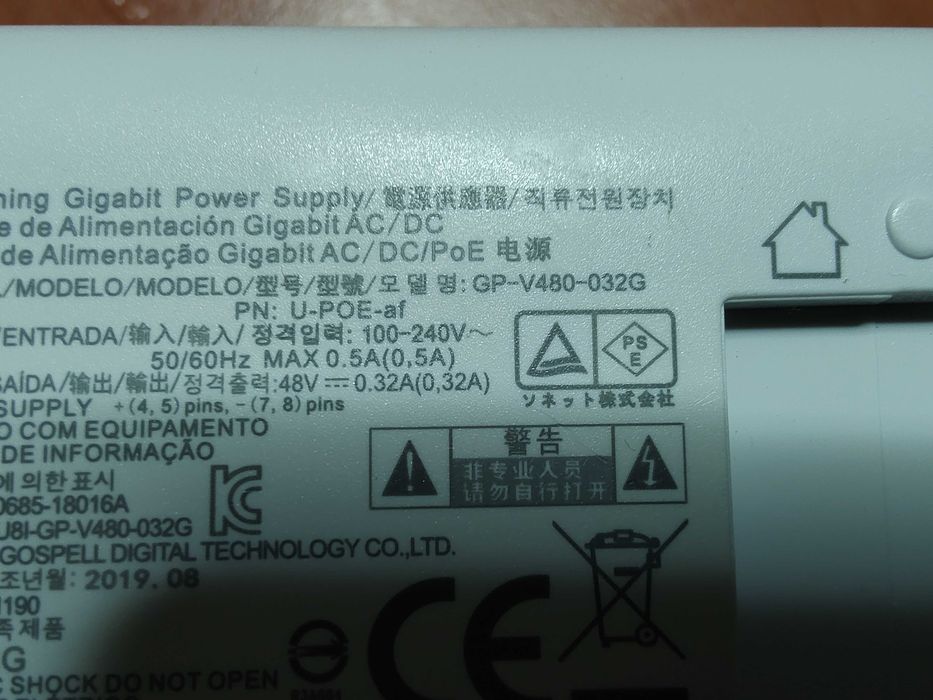 ning Gigabit Power Supply/電源供應器/직류전원장치
e de Alimentación Gigabit AC/DC
de Alimentação Gigabit AC/DC/PoE 电源
/MODELO/MODELO/型号/型號/모 델 명: GP-V480-032G
PN: U-POE-af
/ENTRADA/输入/輸入/ 정격입력: 100-240V~
50/60Hz MAX 0.5A(0,5A)
SAÍDA/输出/輸出/정격출력:48V⎓0.32A(0,32A)
SUPPLY +(4, 5) pins, -(7, 8) pins
PS
E
ソネット株式会社
O COM EQUIPAMENTO
DE INFORMAÇÃO
警告
非专业人员
请勿自行打开
에 의한 표시
0685-18016A
U8I-GP-V480-032G
GOSPELL DIGITAL TECHNOLOGY CO.,LTD.
조년월: 2019. 08
190
족 제품
G
C SHOCK DO NOT OPEN
CE